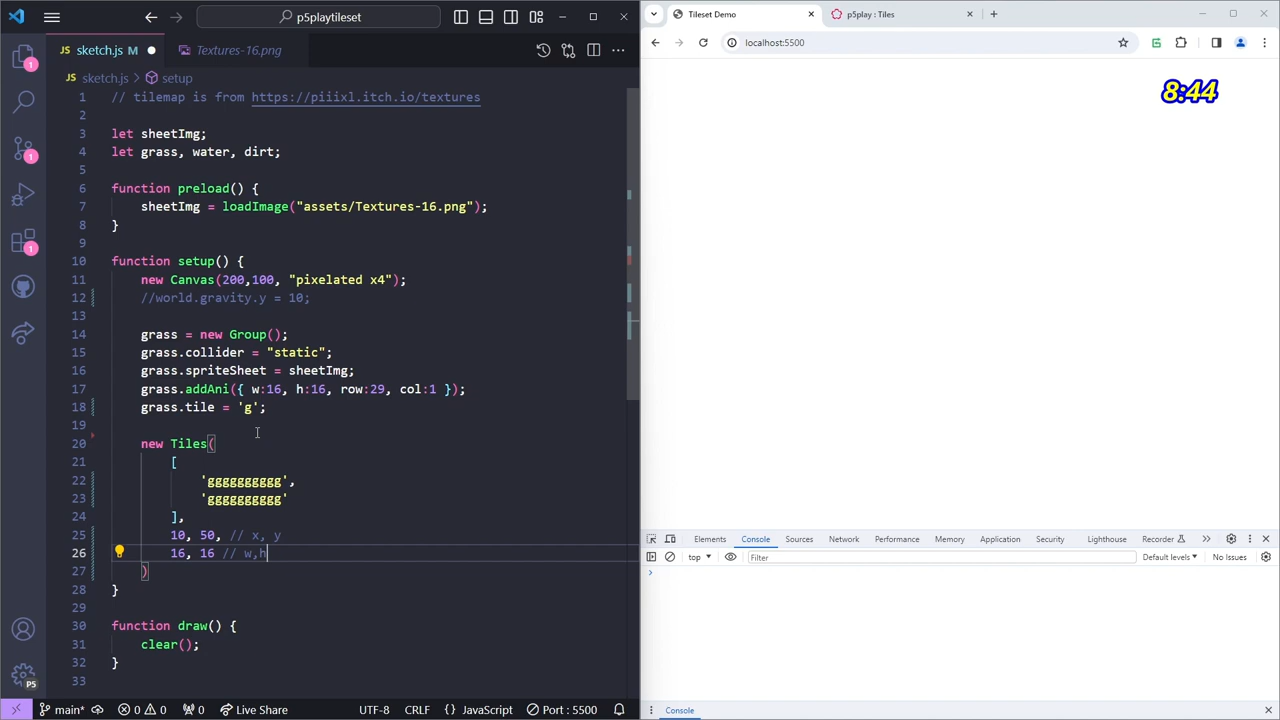 p5playtileset
sketch.js M
Textures-16.png
JS sketch.js > setup
1 // tilemap is from https://piiixl.itch.io/textures
2
3 let sheetImg;
4 let grass, water, dirt;
5
6 function preload() {
7 sheetImg = loadImage("assets/Textures-16.png");
8 }
9
10 function setup() {
11 new Canvas(200,100, "pixelated x4");
12 //world.gravity.y = 10;
13
14 grass = new Group();
15 grass.collider = "static";
16 grass.spriteSheet = sheetImg;
17 grass.addAni({ w:16, h:16, row:29, col:1 });
18 grass.tile = 'g';
19
20 new Tiles(
21 [
22 'gggggggggg',
23 'gggggggggg'
24 ],
25 10, 50, // x, y
26 16, 16 // w,h
27 )
28 }
29
30 function draw() {
31 clear();
32 }
33
1
1
1
P5
main*
0 0
0
Live Share
UTF-8
CRLF
JavaScript
Port : 5500
Tileset Demo
p5play : Tiles
localhost:5500
8:44
Elements
Console
Sources
Network
Performance
Memory
Application
Security
Lighthouse
Recorder
top
Filter
Default levels
No Issues
Console